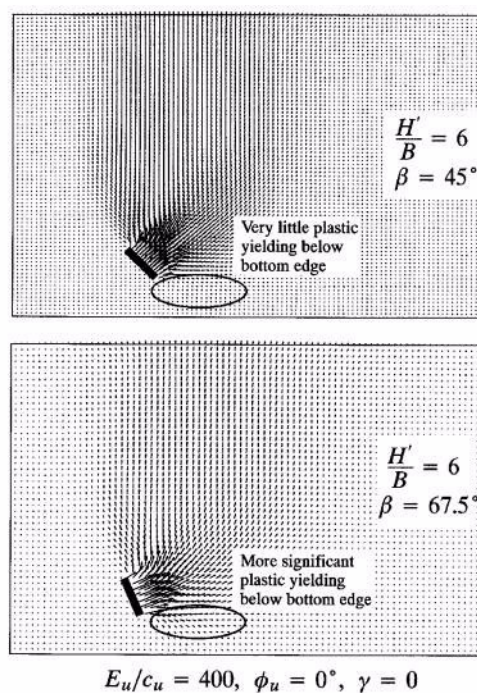 H'/B = 6
β = 45°
Very little plastic
yielding below
bottom edge
H'/B = 6
β = 67.5°
More significant
plastic yielding
below bottom edge
E_u/c_u = 400, ϕ_u = 0°, γ = 0